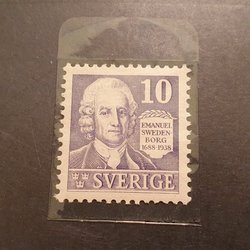 10
EMANUEL
SWEDEN-
BORG
1688-1938
SVERIGE